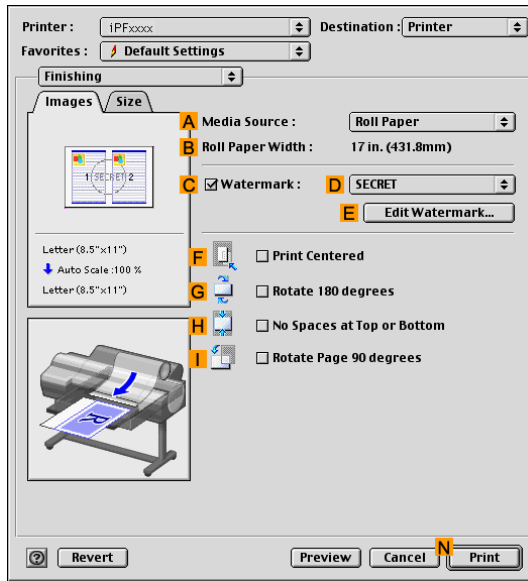 Printer : iPFxxxx Destination : Printer
Favorites : Default Settings
Finishing
Images Size
A Media Source : Roll Paper
B Roll Paper Width : 17 in. (431.8mm)
1 SECRET 2
C Watermark : D SECRET
E Edit Watermark...
Letter (8.5"x11")
Auto Scale :100 %
Letter (8.5"x11")
F Print Centered
G Rotate 180 degrees
H No Spaces at Top or Bottom
I Rotate Page 90 degrees
R
? Revert Preview Cancel N Print